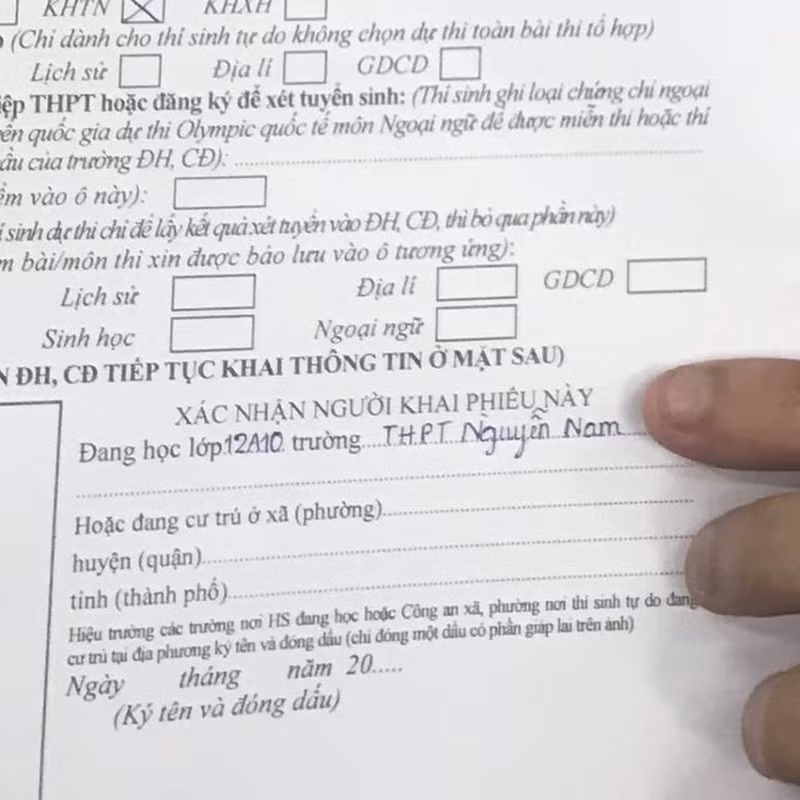 KHTN KHXH
(Chỉ dành cho thí sinh tự do không chọn dự thi toàn bài thi tổ hợp)
Lịch sử Địa lí GDCD
THPT hoặc đăng ký để xét tuyển sinh: (Thí sinh ghi loại chứng chỉ ngoại
quốc gia dự thi Olympic quốc tế môn Ngoại ngữ để được miễn thi hoặc thi
của trường ĐH, CĐ):
vào ô này):
sinh dự thi chỉ để lấy kết quả xét tuyển vào ĐH, CĐ, thì bỏ qua phần này)
bài/môn thi xin được bảo lưu vào ô tương ứng):
Lịch sử Địa lí GDCD
Sinh học Ngoại ngữ
ĐH, CĐ TIẾP TỤC KHAI THÔNG TIN Ở MẶT SAU)
XÁC NHẬN NGƯỜI KHAI PHIẾU NÀY
Đang học lớp 12A10 trường....THPT Nguyễn Nam
Hoặc đang cư trú ở xã (phường)
huyện (quận)
tỉnh (thành phố)
Hiệu trưởng các trường nơi HS đang học hoặc Công an xã, phường nơi thí sinh tự do đang
cư trú tại địa phương ký tên và đóng dấu (chỉ đóng một dấu có phần giáp lai trên ảnh)
Ngày tháng năm 20.....
(Ký tên và đóng dấu)